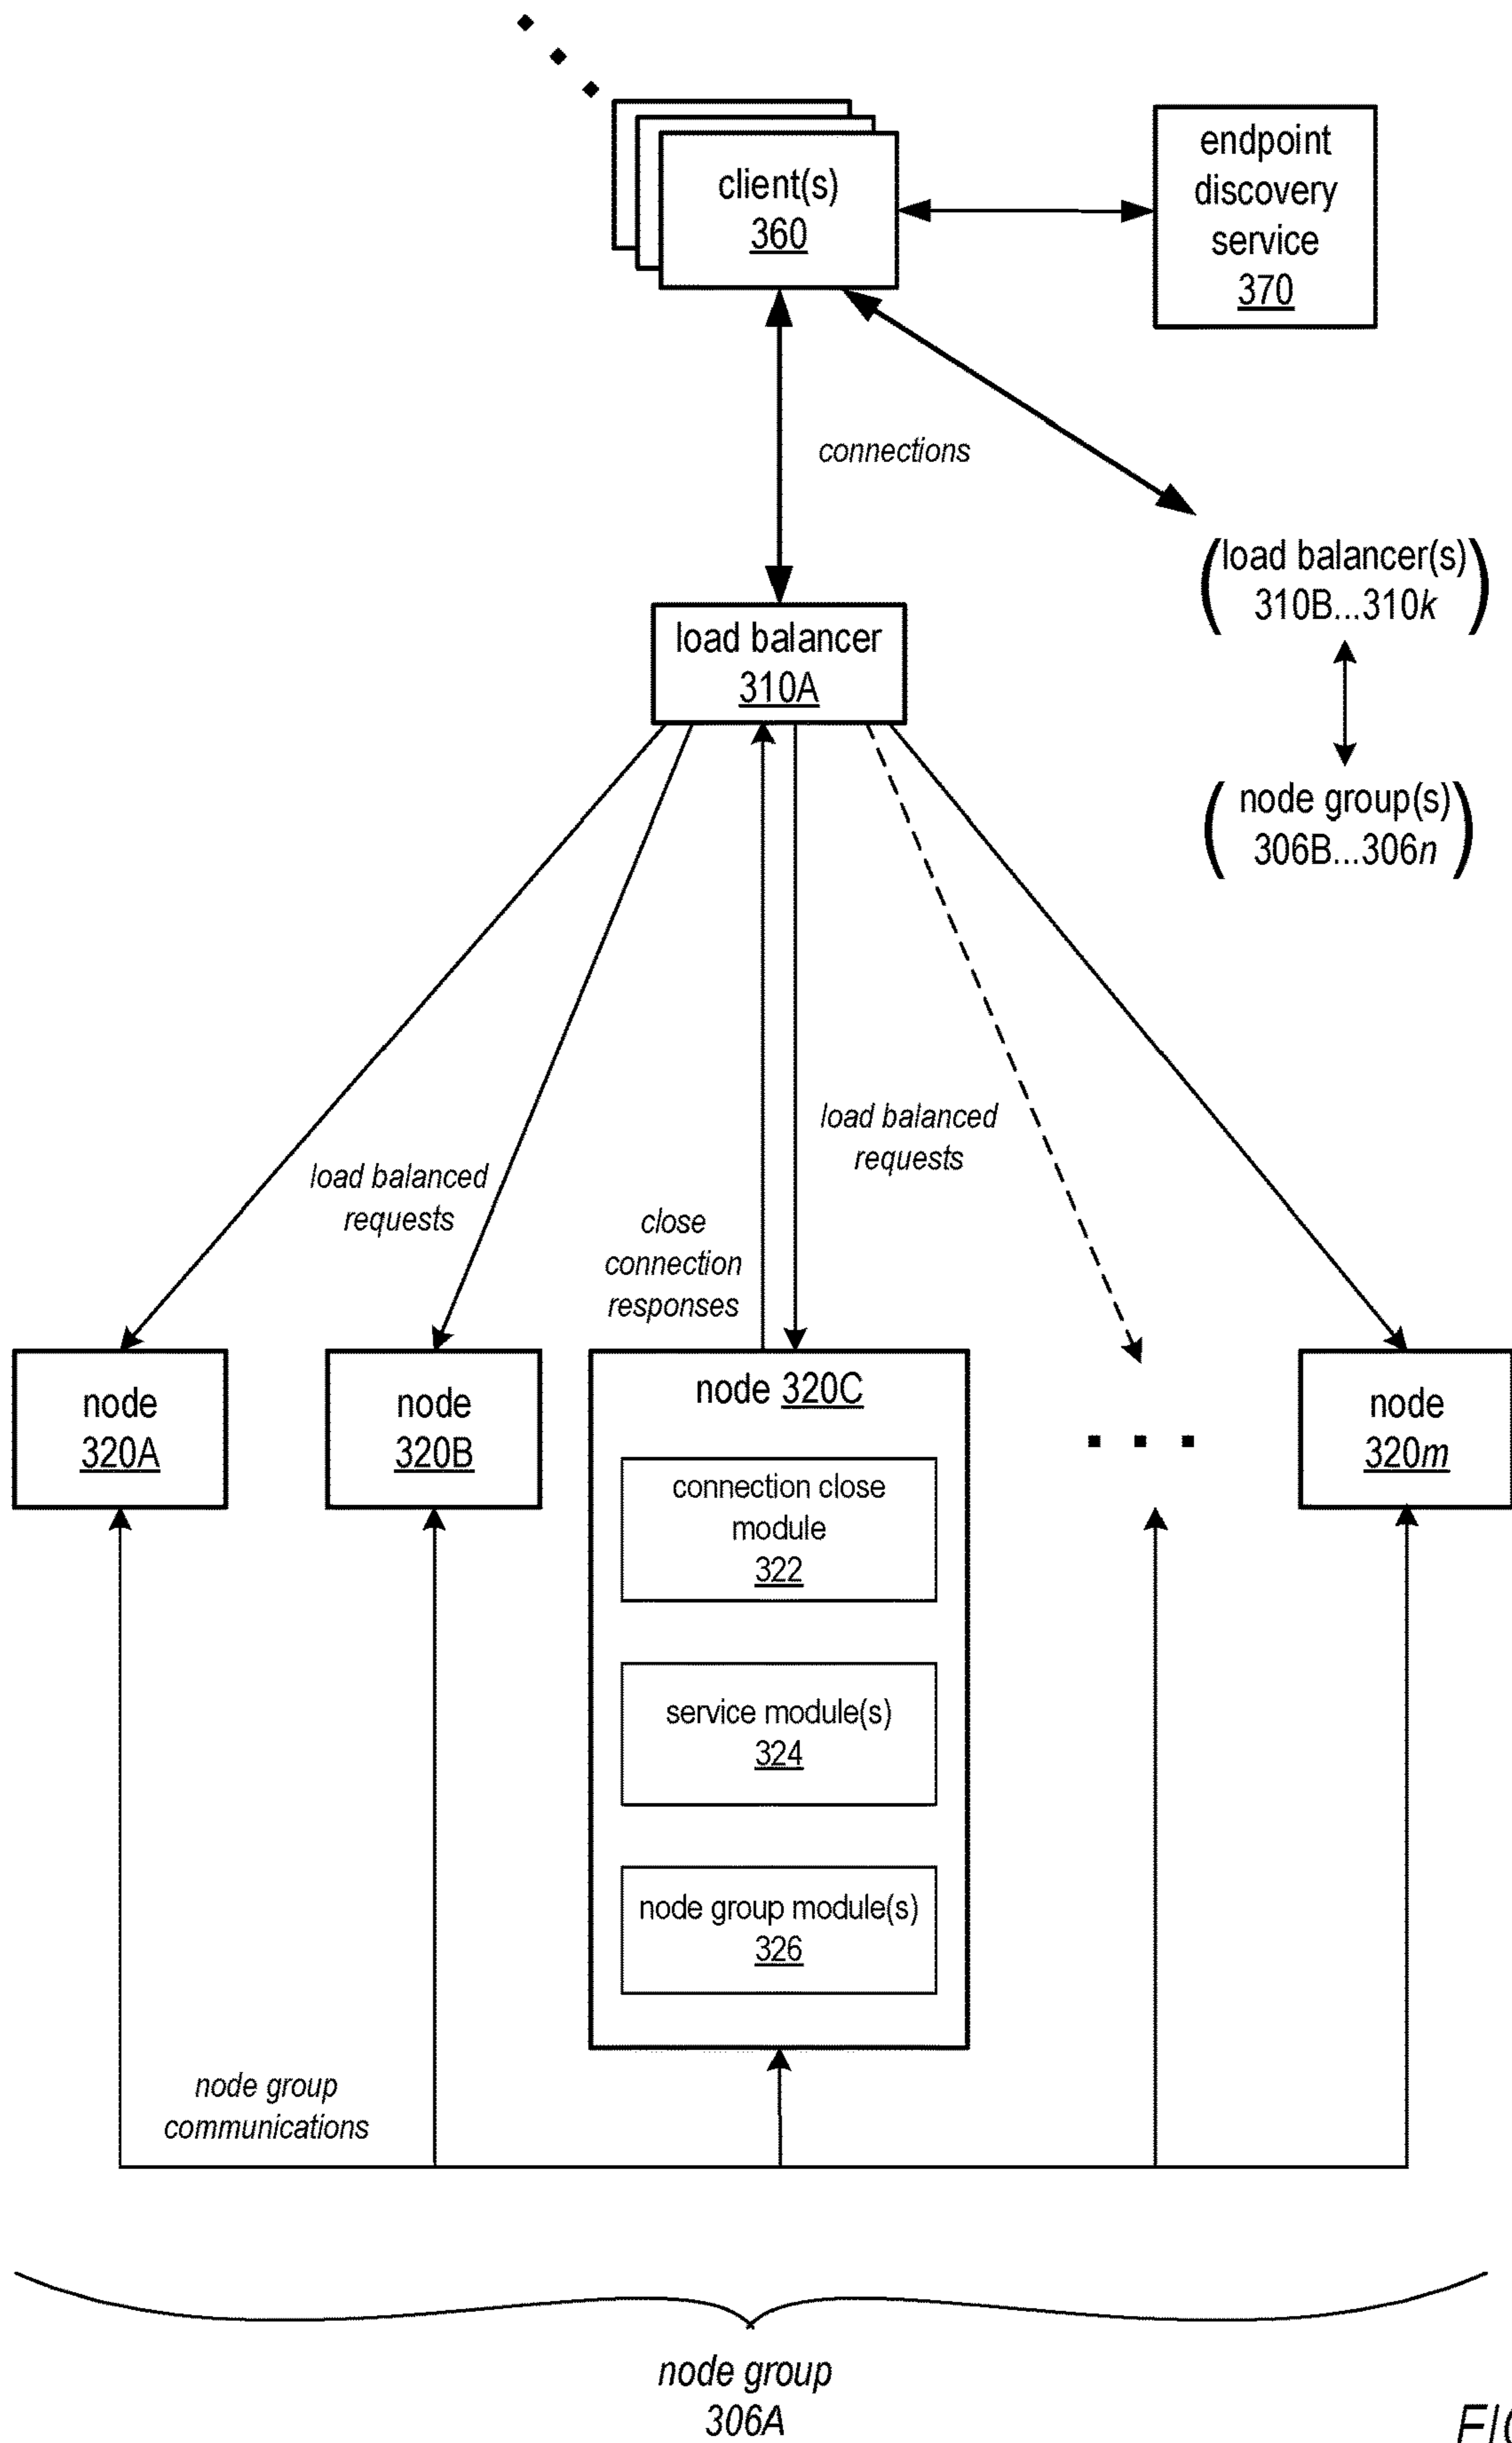 client(s)
360
endpoint
discovery
service
370
connections
load balancer(s)
310B...310k
load balancer
310A
node group(s)
306B...306n
load balanced
requests
load balanced
requests
close
connection
responses
node
320A
node
320B
node 320C
connection close
module
322
service module(s)
324
node group module(s)
326
node
320m
node group
communications
node group
306A